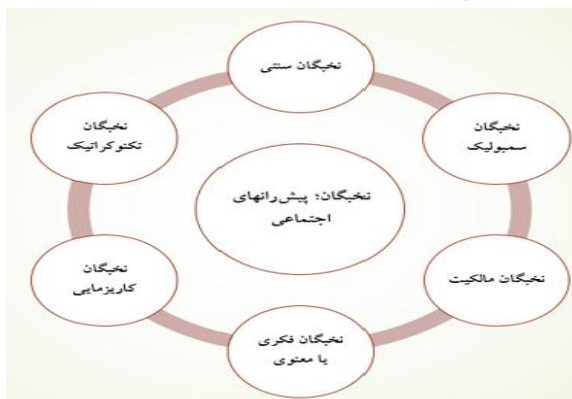 نخبگان سنتی
نخبگان
سمبولیک
نخبگان مالکیت
نخبگان فکری
یا معنوی
نخبگان
کاریزمایی
نخبگان
تکنوکراتیک
نخبگان؛ پیش‌رانهای
اجتماعی